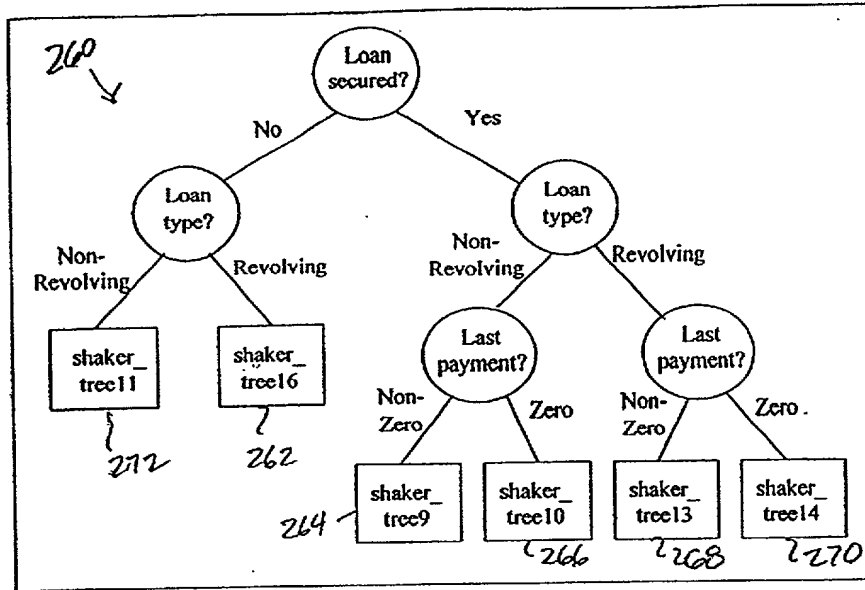 260
Loan
secured?
No
Yes
Loan
type?
Loan
type?
Non-
Revolving
Revolving
Non-
Revolving
Revolving
shaker_
tree11
shaker_
tree16
Last
payment?
Last
payment?
272
262
Non-
Zero
Zero
Non-
Zero
Zero
264
shaker_
tree9
shaker_
tree10
shaker_
tree13
shaker_
tree14
266
268
270